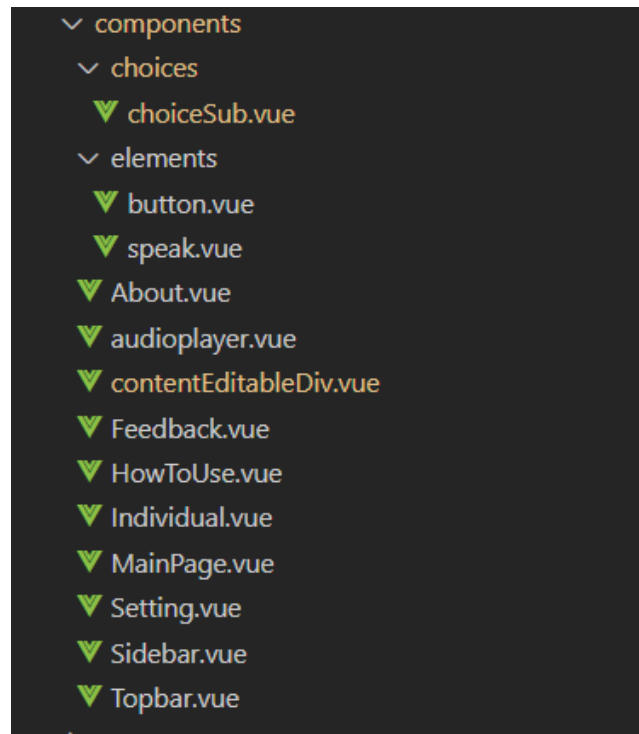 components
choices
choiceSub.vue
elements
button.vue
speak.vue
About.vue
audioplayer.vue
contentEditableDiv.vue
Feedback.vue
HowToUse.vue
Individual.vue
MainPage.vue
Setting.vue
Sidebar.vue
Topbar.vue